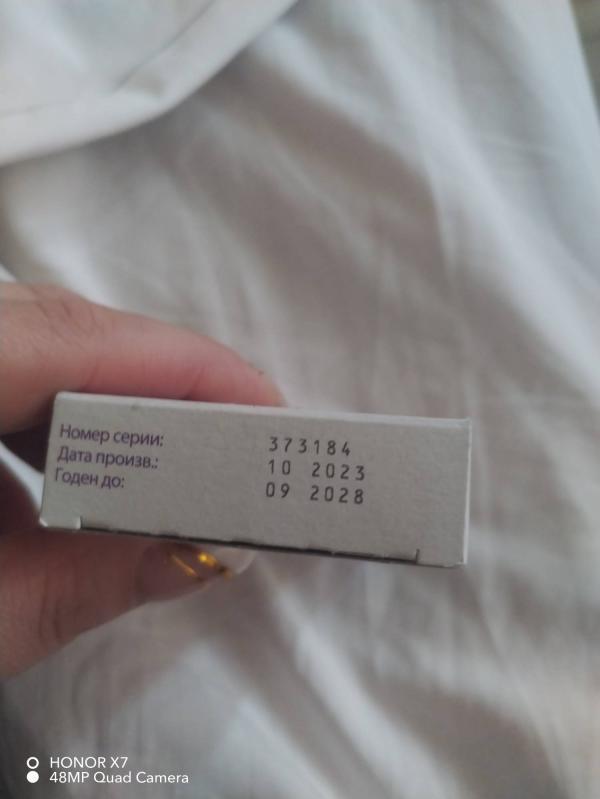 Номер серии: 373184
Дата произв.: 10 2023
Годен до: 09 2028
HONOR X7
48MP Quad Camera